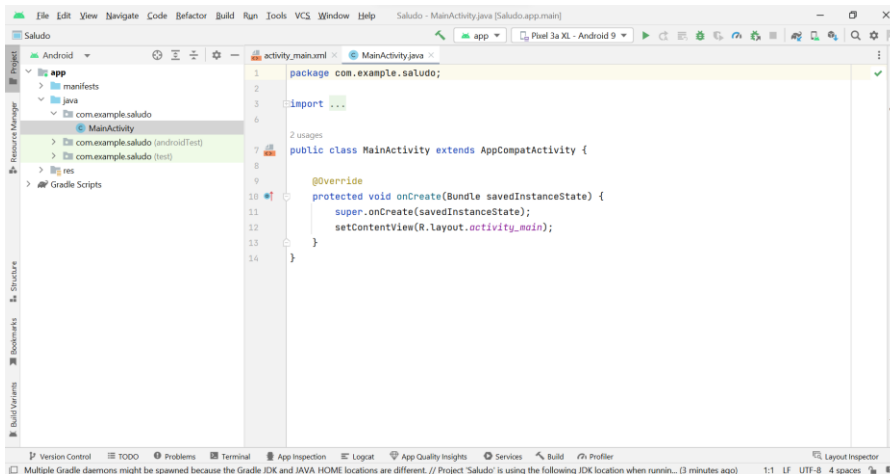 File Edit View Navigate Code Refactor Build Run Tools VCS Window Help Saludo - MainActivity.java [Saludo.app.main]
Saludo app Pixel 3a XL - Android 9
Android activity_main.xml MainActivity.java
Project
Resource Manager
Structure
Bookmarks
Build Variants
app
manifests
java
com.example.saludo
MainActivity
com.example.saludo (androidTest)
com.example.saludo (test)
res
Gradle Scripts
1 package com.example.saludo;
2
3 import ...
6
2 usages
7 public class MainActivity extends AppCompatActivity {
8
9 @Override
10 protected void onCreate(Bundle savedInstanceState) {
11 super.onCreate(savedInstanceState);
12 setContentView(R.layout.activity_main);
13 }
14 }
Version Control TODO Problems Terminal App Inspection Logcat App Quality Insights Services Build Profiler Layout Inspector
Multiple Gradle daemons might be spawned because the Gradle JDK and JAVA HOME locations are different. // Project 'Saludo' is using the following JDK location when runnin... (3 minutes ago) 1:1 LF UTF-8 4 spaces